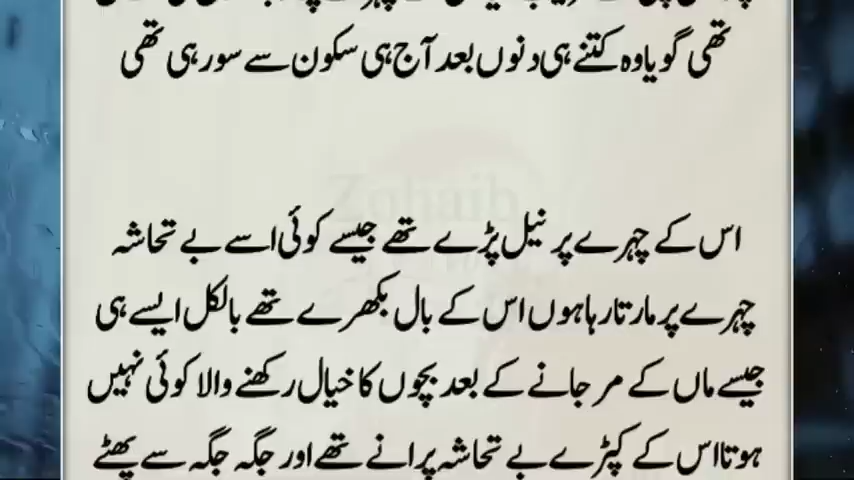 تھی گویا وہ کتنے ہی دنوں بعد آج ہی سکون سے سو رہی تھی
Zohaib
اس کے چہرے پر نیل پڑے تھے جیسے کوئی اسے بے تحاشہ
چہرے پر مارتا رہا ہوں اس کے بال بکھرے تھے بالکل ایسے ہی
جیسے ماں کے مر جانے کے بعد بچوں کا خیال رکھنے والا کوئی نہیں
ہوتا اس کے کپڑے بے تحاشہ پرانے تھے اور جگہ جگہ سے پھٹے